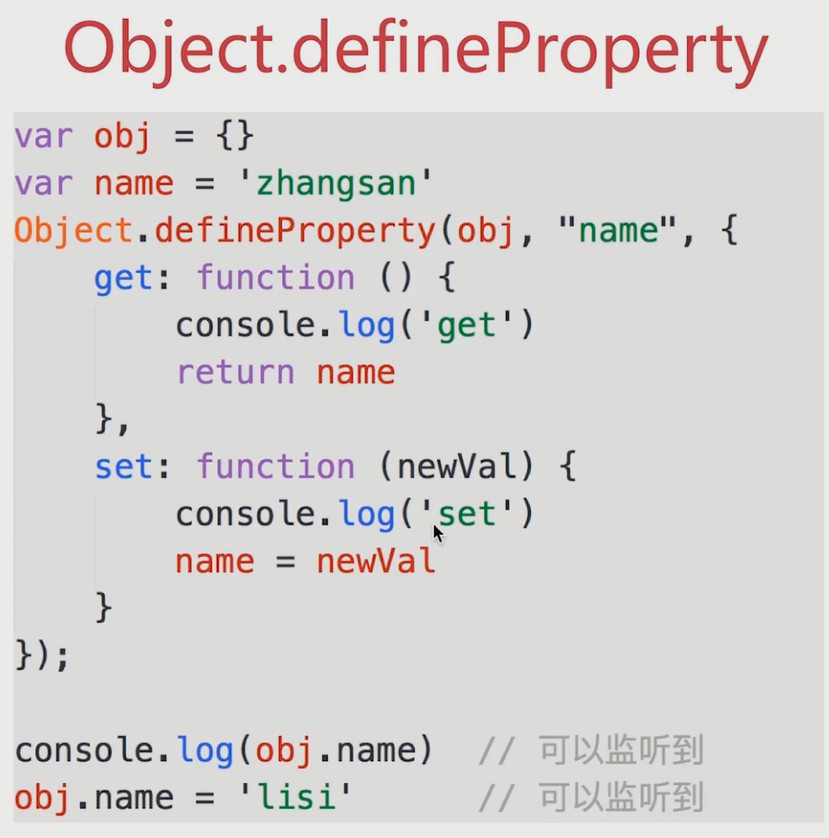 Object.defineProperty
var obj = {}
var name = 'zhangsan'
Object.defineProperty(obj, "name", {
    get: function () {
        console.log('get')
        return name
    },
    set: function (newVal) {
        console.log('set')
        name = newVal
    }
});
console.log(obj.name)  // 可以监听到
obj.name = 'lisi'      // 可以监听到